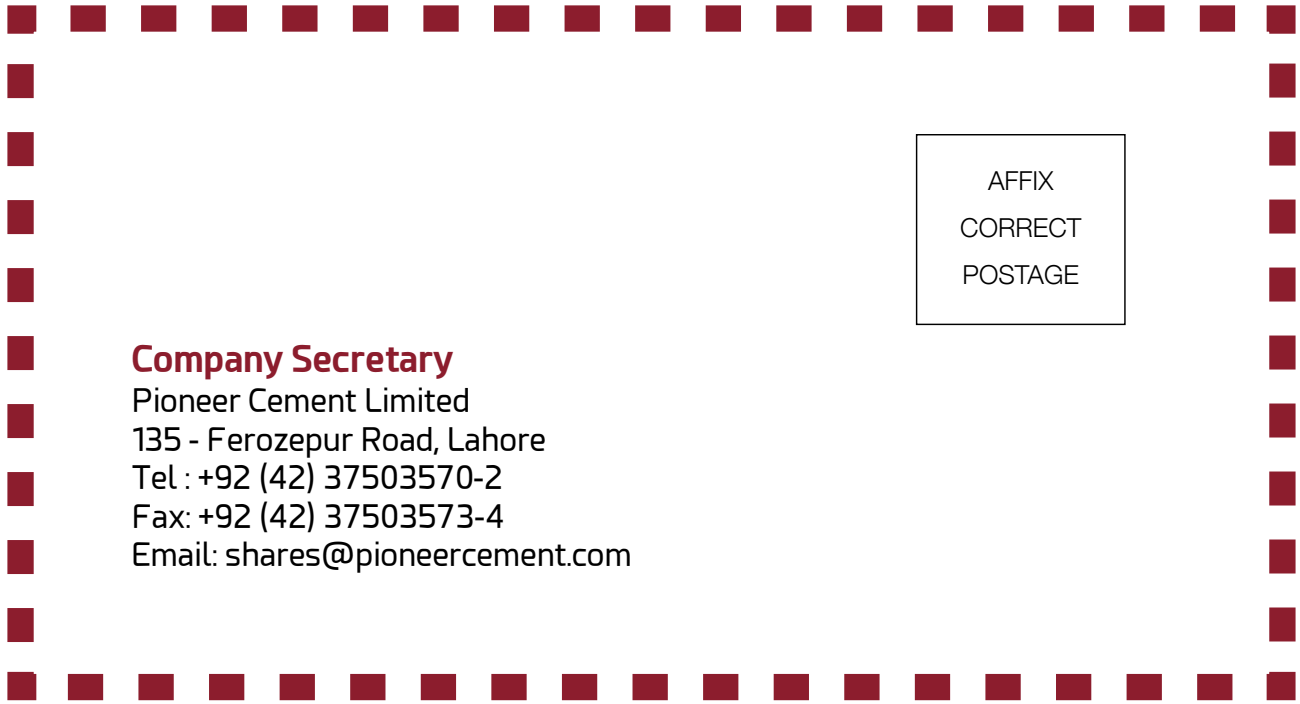 AFFIX
CORRECT
POSTAGE
Company Secretary
Pioneer Cement Limited
135 - Ferozepur Road, Lahore
Tel : +92 (42) 37503570-2
Fax: +92 (42) 37503573-4
Email: shares@pioneercement.com